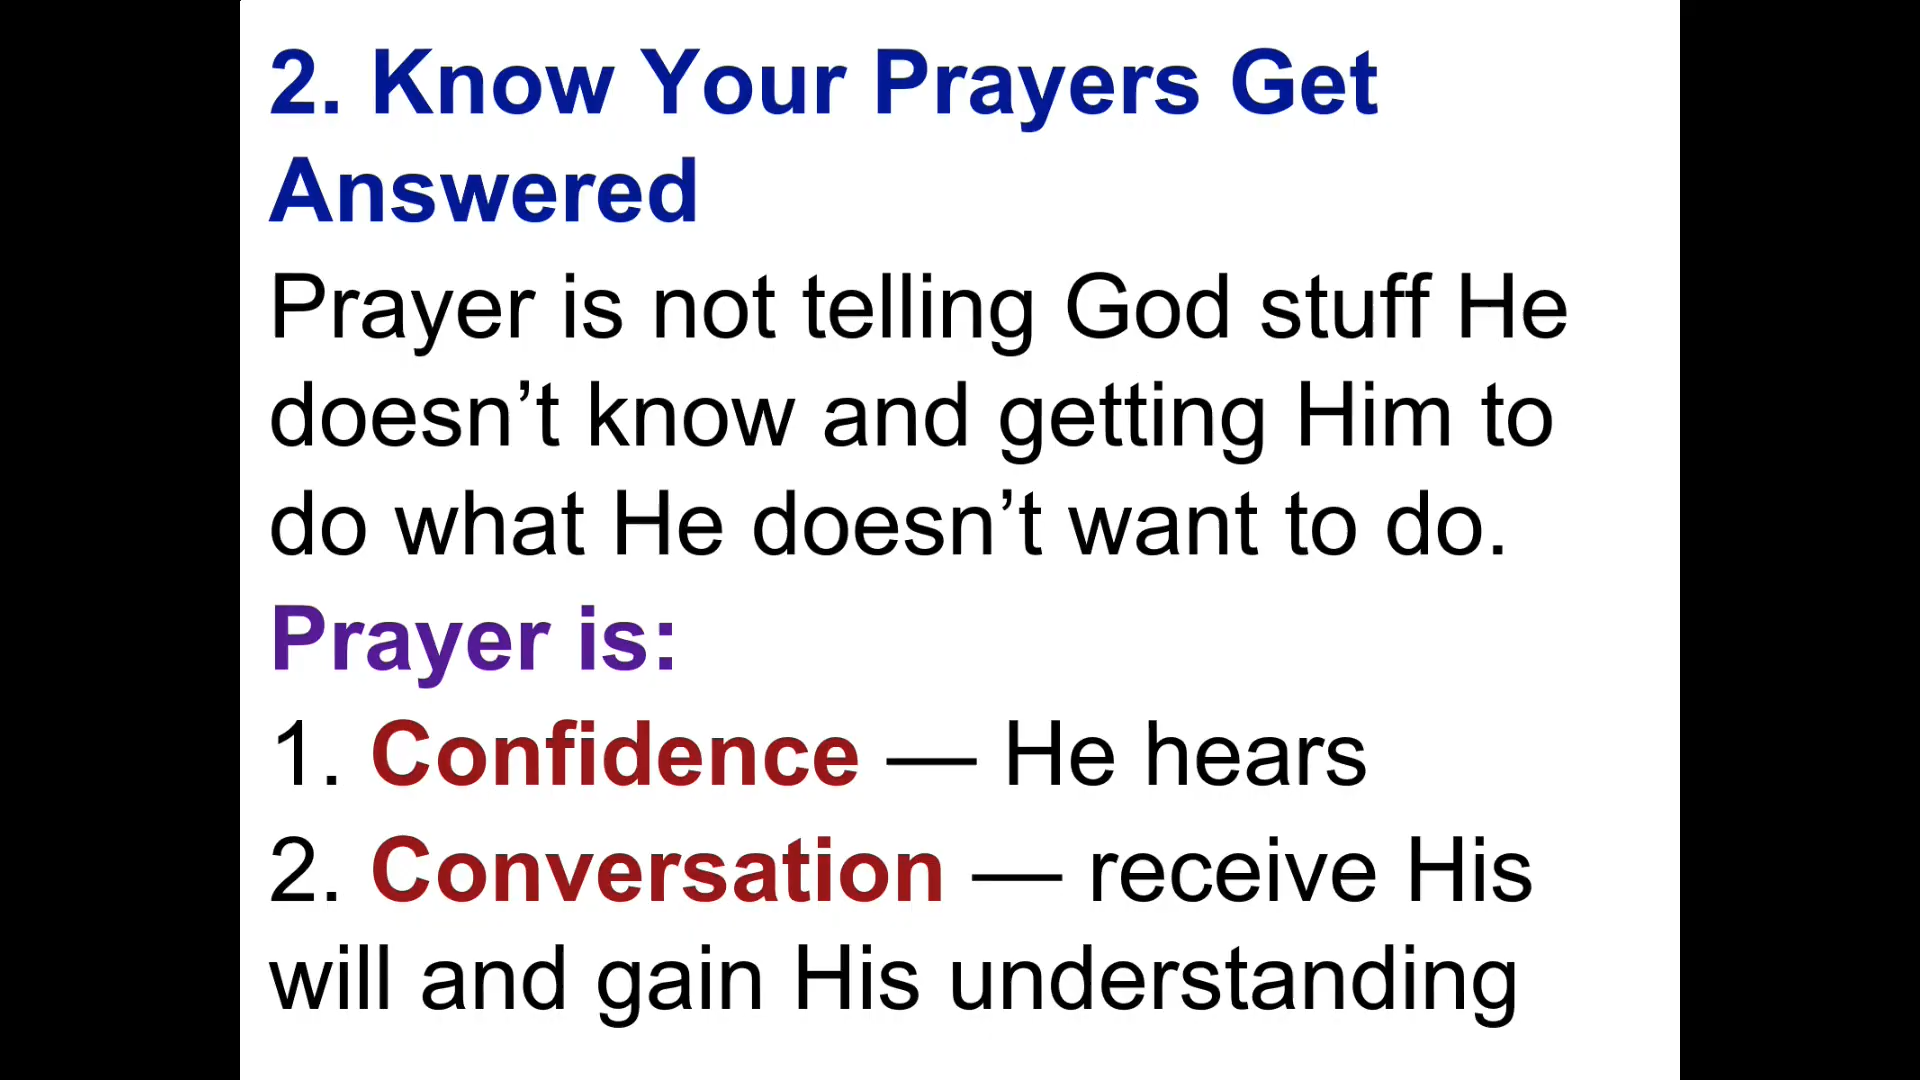 2. Know Your Prayers Get
Answered
Prayer is not telling God stuff He
doesn’t know and getting Him to
do what He doesn’t want to do.
Prayer is:
1. Confidence — He hears
2. Conversation — receive His
will and gain His understanding